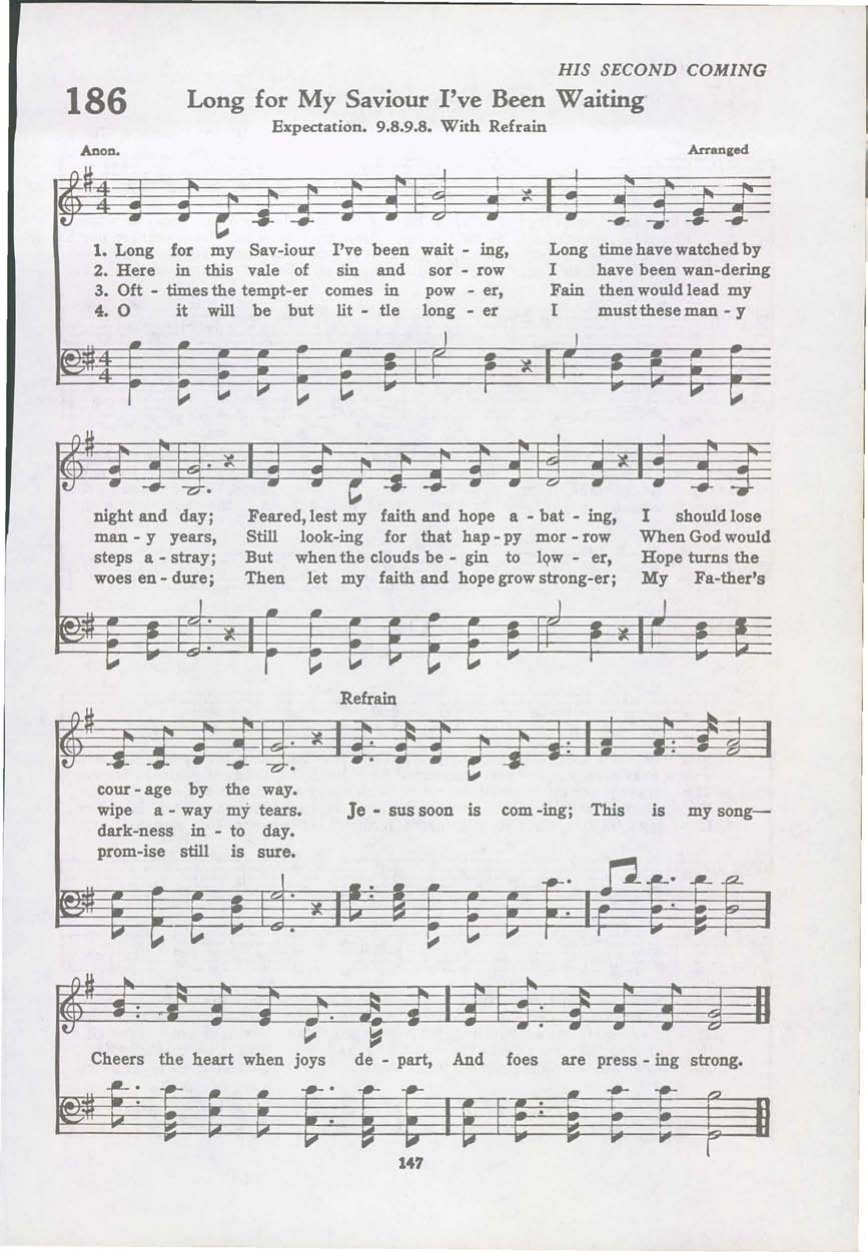 HIS SECOND COMING
186 Long for My Saviour I've Been Waiting
Expectation. 9.8.9.8. With Refrain
Anon. Arranged
4 4
1. Long for my Sav-iour I've been wait - ing, Long time have watched by
2. Here in this vale of sin and sor - row I have been wan-dering
3. Oft - times the tempt-er comes in pow - er, Fain then would lead my
4. O it will be but lit - tle long - er I must these man - y
4 4
night and day; Feared, lest my faith and hope a - bat - ing, I should lose
man - y years, Still look-ing for that hap-py mor - row When God would
steps a - stray; But when the clouds be - gin to low - er, Hope turns the
woes en - dure; Then let my faith and hope grow strong-er; My Fa-ther's
Refrain
cour - age by the way.
wipe a - way my tears. Je - sus soon is com - ing; This is my song—
dark-ness in - to day.
prom-ise still is sure.
Cheers the heart when joys de - part, And foes are press - ing strong.
147